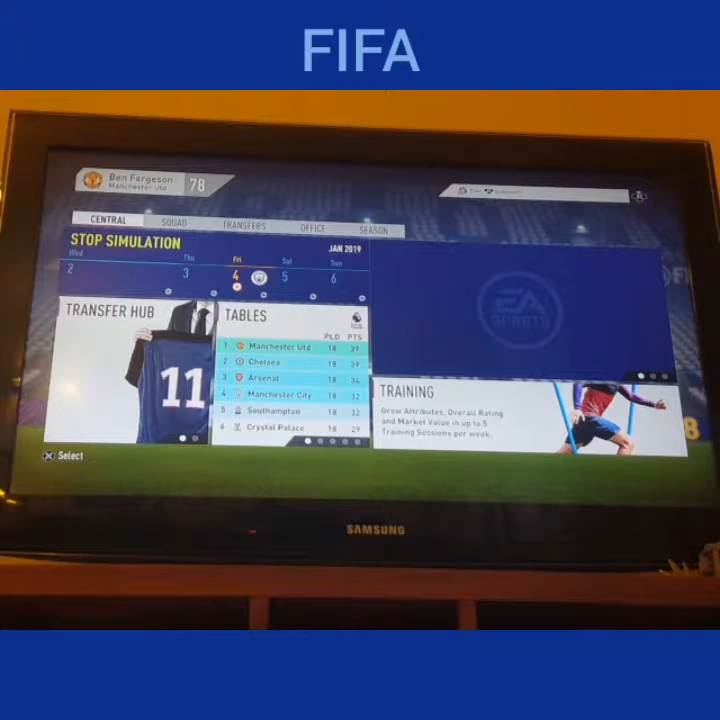 FIFA
Ben Fergeson
Manchester Utd
78
CENTRAL SQUAD TRANSFERS OFFICE SEASON
STOP SIMULATION
JAN 2019
Wed Thu Fri Sat Sun
2 3 4 5 6
TRANSFER HUB
11
TABLES
PLD PTS
1 Manchester Utd 18 39
2 Chelsea 18 39
3 Arsenal 18 34
4 Manchester City 18 32
5 Southampton 18 32
6 Crystal Palace 18 29
EA
SPORTS
TRAINING
Grow Attributes, Overall Rating
and Market Value in up to 5
Training Sessions per week.
Select
SAMSUNG